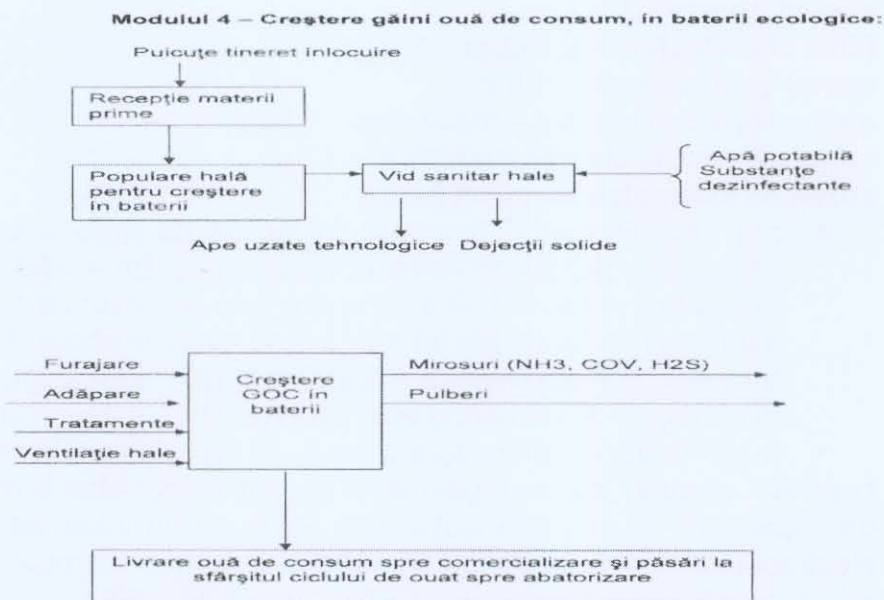 Modulul 4 – Creştere găini ouă de consum, în baterii ecologice:
Puicuţe tineret înlocuire
Recepţie materii
prime
Populare hală
pentru creştere
în baterii
Vid sanitar hale
Apă potabilă
Substanţe
dezinfectante
Ape uzate tehnologice Dejecţii solide
Furajare
Adăpare
Tratamente
Ventilaţie hale
Creştere
GOC în
baterii
Mirosuri (NH3, COV, H2S)
Pulberi
Livrare ouă de consum spre comercializare şi păsări la
sfârşitul ciclului de ouat spre abatorizare